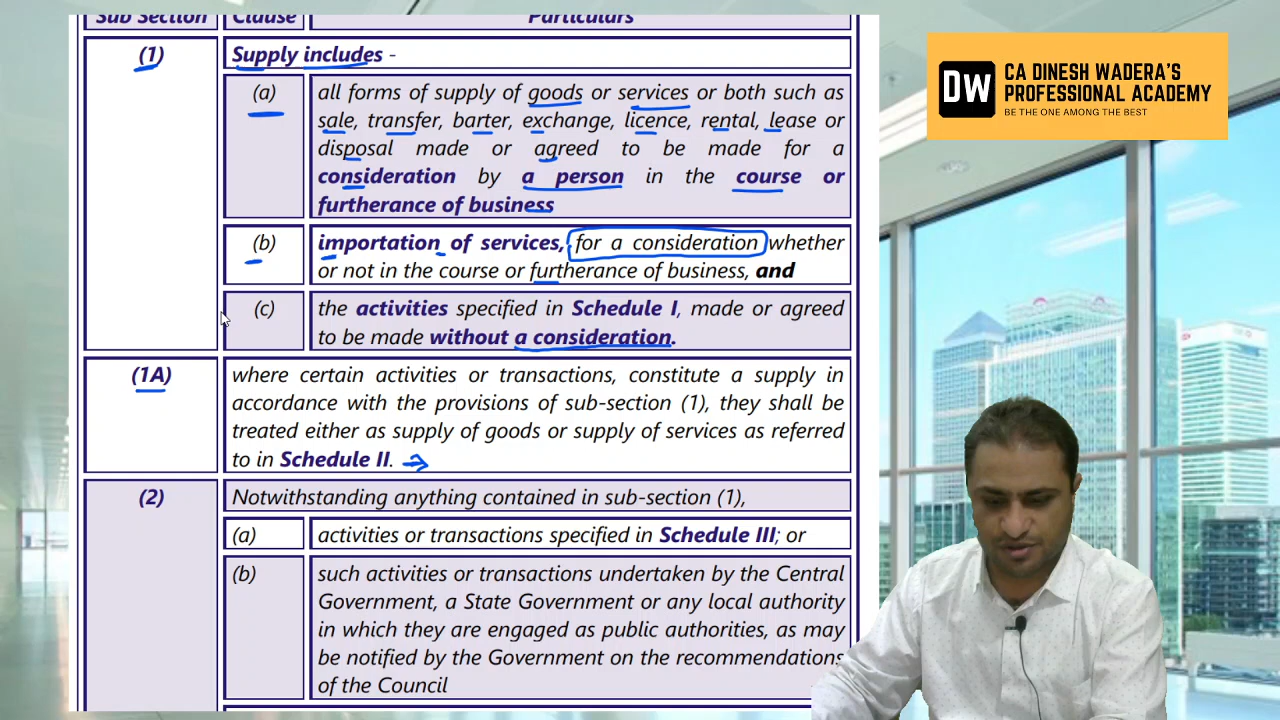 Sub Section Clause Particulars
(1) Supply includes -
(a) all forms of supply of goods or services or both such as
sale, transfer, barter, exchange, licence, rental, lease or
disposal made or agreed to be made for a
consideration by a person in the course or
furtherance of business
(b) importation of services, for a consideration whether
or not in the course or furtherance of business, and
(c) the activities specified in Schedule I, made or agreed
to be made without a consideration.
(1A) where certain activities or transactions, constitute a supply in
accordance with the provisions of sub-section (1), they shall be
treated either as supply of goods or supply of services as referred
to in Schedule II.
(2) Notwithstanding anything contained in sub-section (1),
(a) activities or transactions specified in Schedule III; or
(b) such activities or transactions undertaken by the Central
Government, a State Government or any local authority
in which they are engaged as public authorities, as may
be notified by the Government on the recommendations
of the Council
DW
CA DINESH WADERA'S
PROFESSIONAL ACADEMY
BE THE ONE AMONG THE BEST